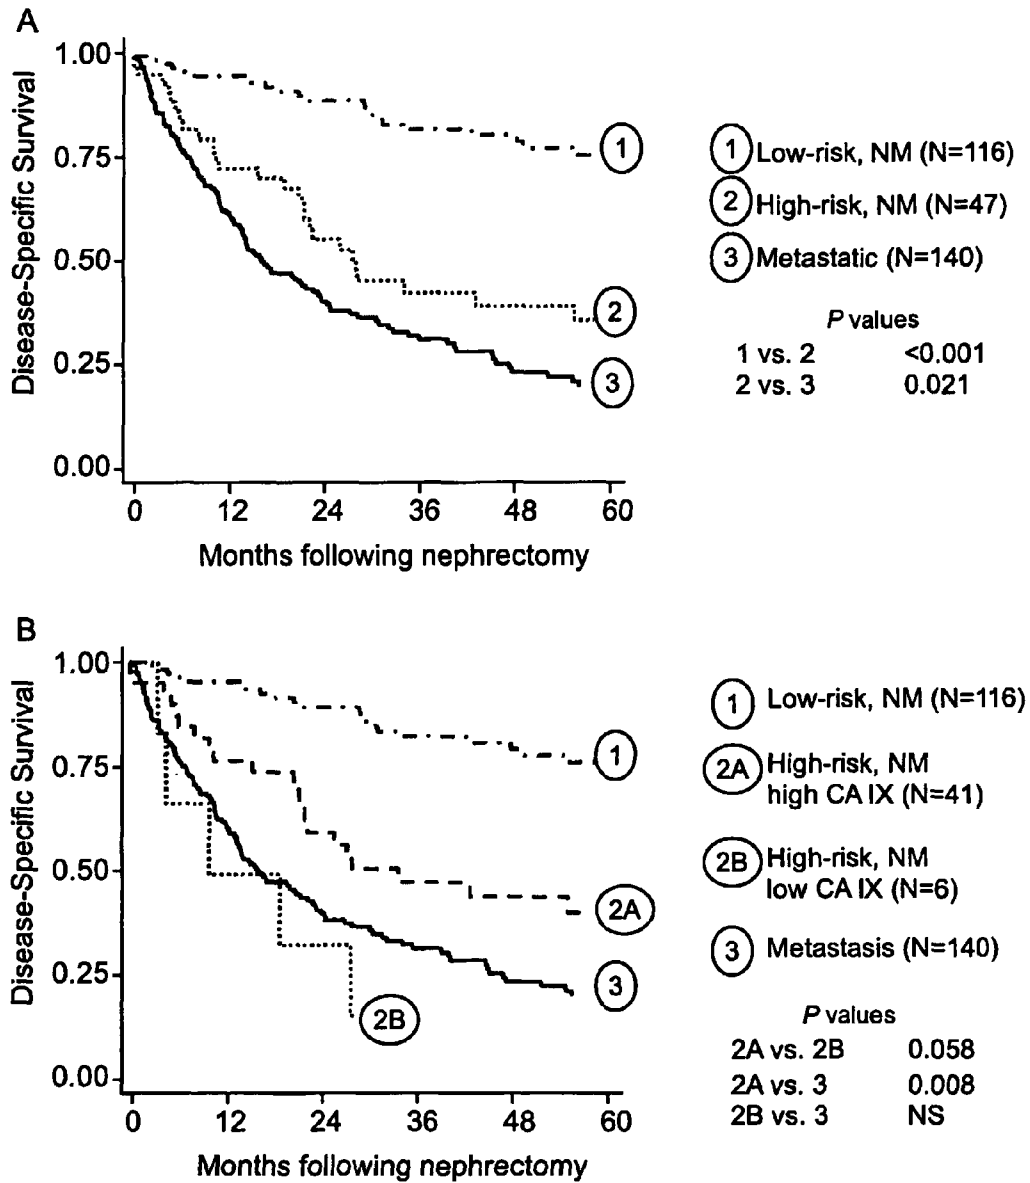 A
Disease-Specific Survival
1.00
0.75
0.50
0.25
0.00
0 12 24 36 48 60
Months following nephrectomy
1
2
3
1 Low-risk, NM (N=116)
2 High-risk, NM (N=47)
3 Metastatic (N=140)
P values
1 vs. 2 <0.001
2 vs. 3 0.021
B
Disease-Specific Survival
1.00
0.75
0.50
0.25
0.00
0 12 24 36 48 60
Months following nephrectomy
1
2A
3
2B
1 Low-risk, NM (N=116)
2A High-risk, NM
high CA IX (N=41)
2B High-risk, NM
low CA IX (N=6)
3 Metastasis (N=140)
P values
2A vs. 2B 0.058
2A vs. 3 0.008
2B vs. 3 NS